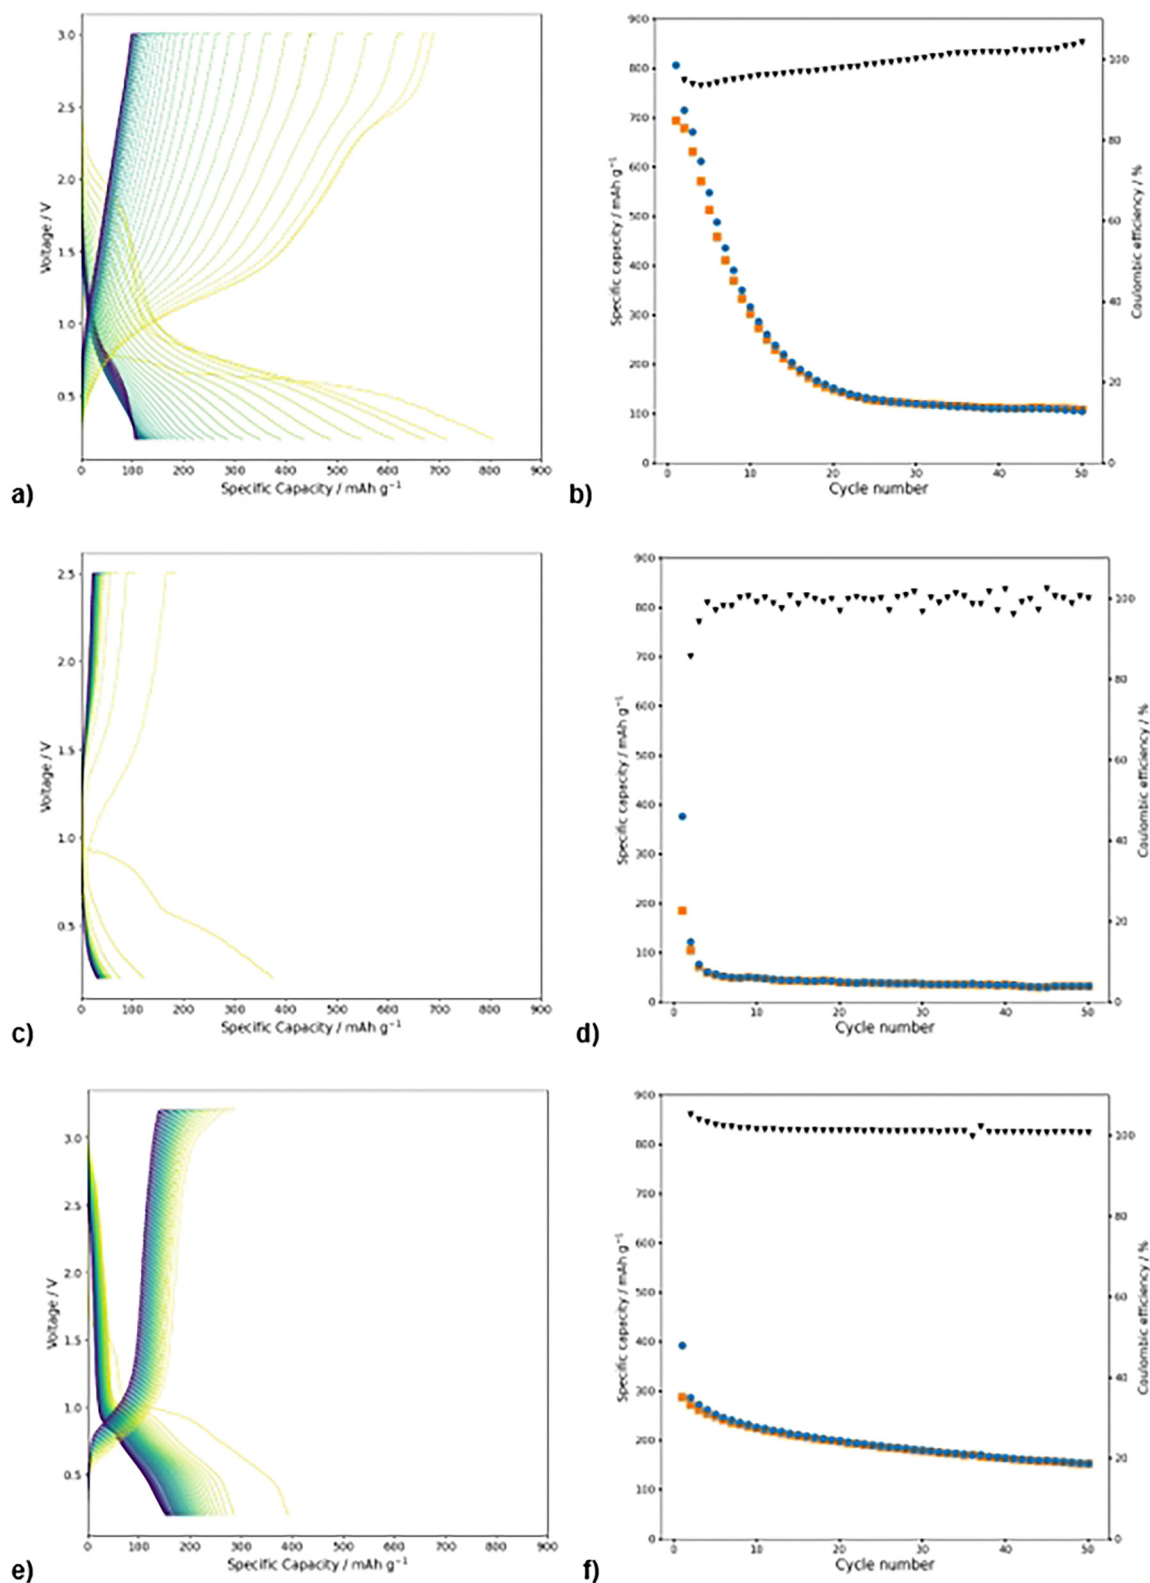 3.0
2.5
2.0
1.5
1.0
0.5
Voltage / V
0 100 200 300 400 500 600 700 800 900
Specific Capacity / mAh g⁻¹
a)
900
800
700
600
500
400
300
200
100
0
Specific capacity / mAh g⁻¹
100
80
60
40
20
0
Coulombic efficiency / %
0 10 20 30 40 50
Cycle number
b)
2.5
2.0
1.5
1.0
0.5
Voltage / V
0 100 200 300 400 500 600 700 800 900
Specific Capacity / mAh g⁻¹
c)
900
800
700
600
500
400
300
200
100
0
Specific capacity / mAh g⁻¹
100
80
60
40
20
0
Coulombic efficiency / %
0 10 20 30 40 50
Cycle number
d)
3.0
2.5
2.0
1.5
1.0
0.5
Voltage / V
0 100 200 300 400 500 600 700 800 900
Specific Capacity / mAh g⁻¹
e)
900
800
700
600
500
400
300
200
100
0
Specific capacity / mAh g⁻¹
100
80
60
40
20
0
Coulombic efficiency / %
0 10 20 30 40 50
Cycle number
f)